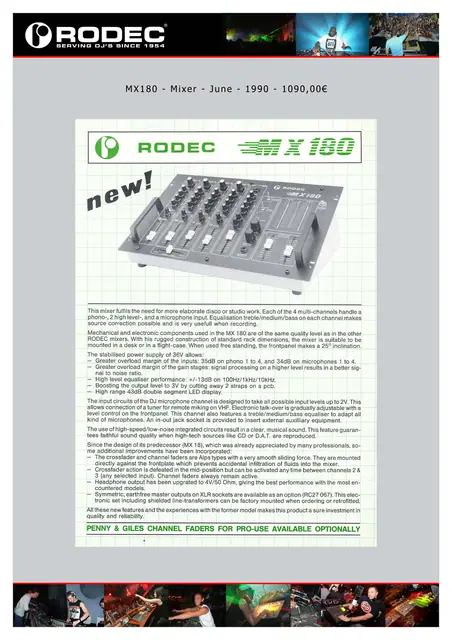 RODEC®
SERVING DJ'S SINCE 1954
MX180 - Mixer - June - 1990 - 1090,00€
RODEC
MX 180
new!
RODEC
MX 180
This mixer fulfils the need for more elaborate disco or studio work. Each of the 4 multi-channels handle a
phono-, 2 high level-, and a microphone input. Equalisation treble/medium/bass on each channel makes
source correction possible and is very usefull when recording.
Mechanical and electronic components used in the MX 180 are of the same quality level as in the other
RODEC mixers. With his rugged construction of standard rack dimensions, the mixer is suitable to be
mounted in a desk or in a flight-case. When used free standing, the frontpanel makes a 25° inclination.
The stabilised power supply of 36V allows:
— Greater overload margin of the inputs: 35dB on phono 1 to 4, and 34dB on microphones 1 to 4.
— Greater overload margin of the gain stages: signal processing on a higher level results in a better sig-
nal to noise ratio.
— High level equaliser performance: +/-13dB on 100Hz/1kHz/10kHz.
— Boosting the output level to 3V by cutting away 2 straps on a pcb.
— High range 43dB double segment LED display.
The input circuits of the DJ microphone channel is designed to take all possible input levels up to 2V. This
allows connection of a tuner for remote miking on VHF. Electronic talk-over is gradually adjustable with a
level control on the frontpanel. This channel also features a treble/medium/bass equaliser to adapt all
kind of microphones. An in-out jack socket is provided to insert external auxilliary equipment.
The use of high-speed/low-noise integrated circuits result in a clear, musical sound. This feature guaran-
tees faithful sound quality when high-tech sources like CD or D.A.T. are reproduced.
Since the design of its predecessor (MX 18), which was already appreciated by many professionals, so-
me additional improvements have been incorporated:
— The crossfader and channel faders are Alps types with a very smooth sliding force. They are mounted
directly against the frontplate which prevents accidental infiltration of fluids into the mixer.
— Crossfader action is defeated in the mid-position but can be activated any time between channels 2 &
3 (any selected input). Channel faders always remain active.
— Headphone output has been upgrated to 4V/50 Ohm, giving the best performance with the most en-
countered models.
— Symmetric, earthfree master outputs on XLR sockets are available as an option (RC27 067). This elec-
tronic set including shielded line-transformers can be factory mounted when ordering or retrofitted.
All these new features and the experiences with the former model makes this product a sure investment in
quality and reliability.
PENNY & GILES CHANNEL FADERS FOR PRO-USE AVAILABLE OPTIONALLY